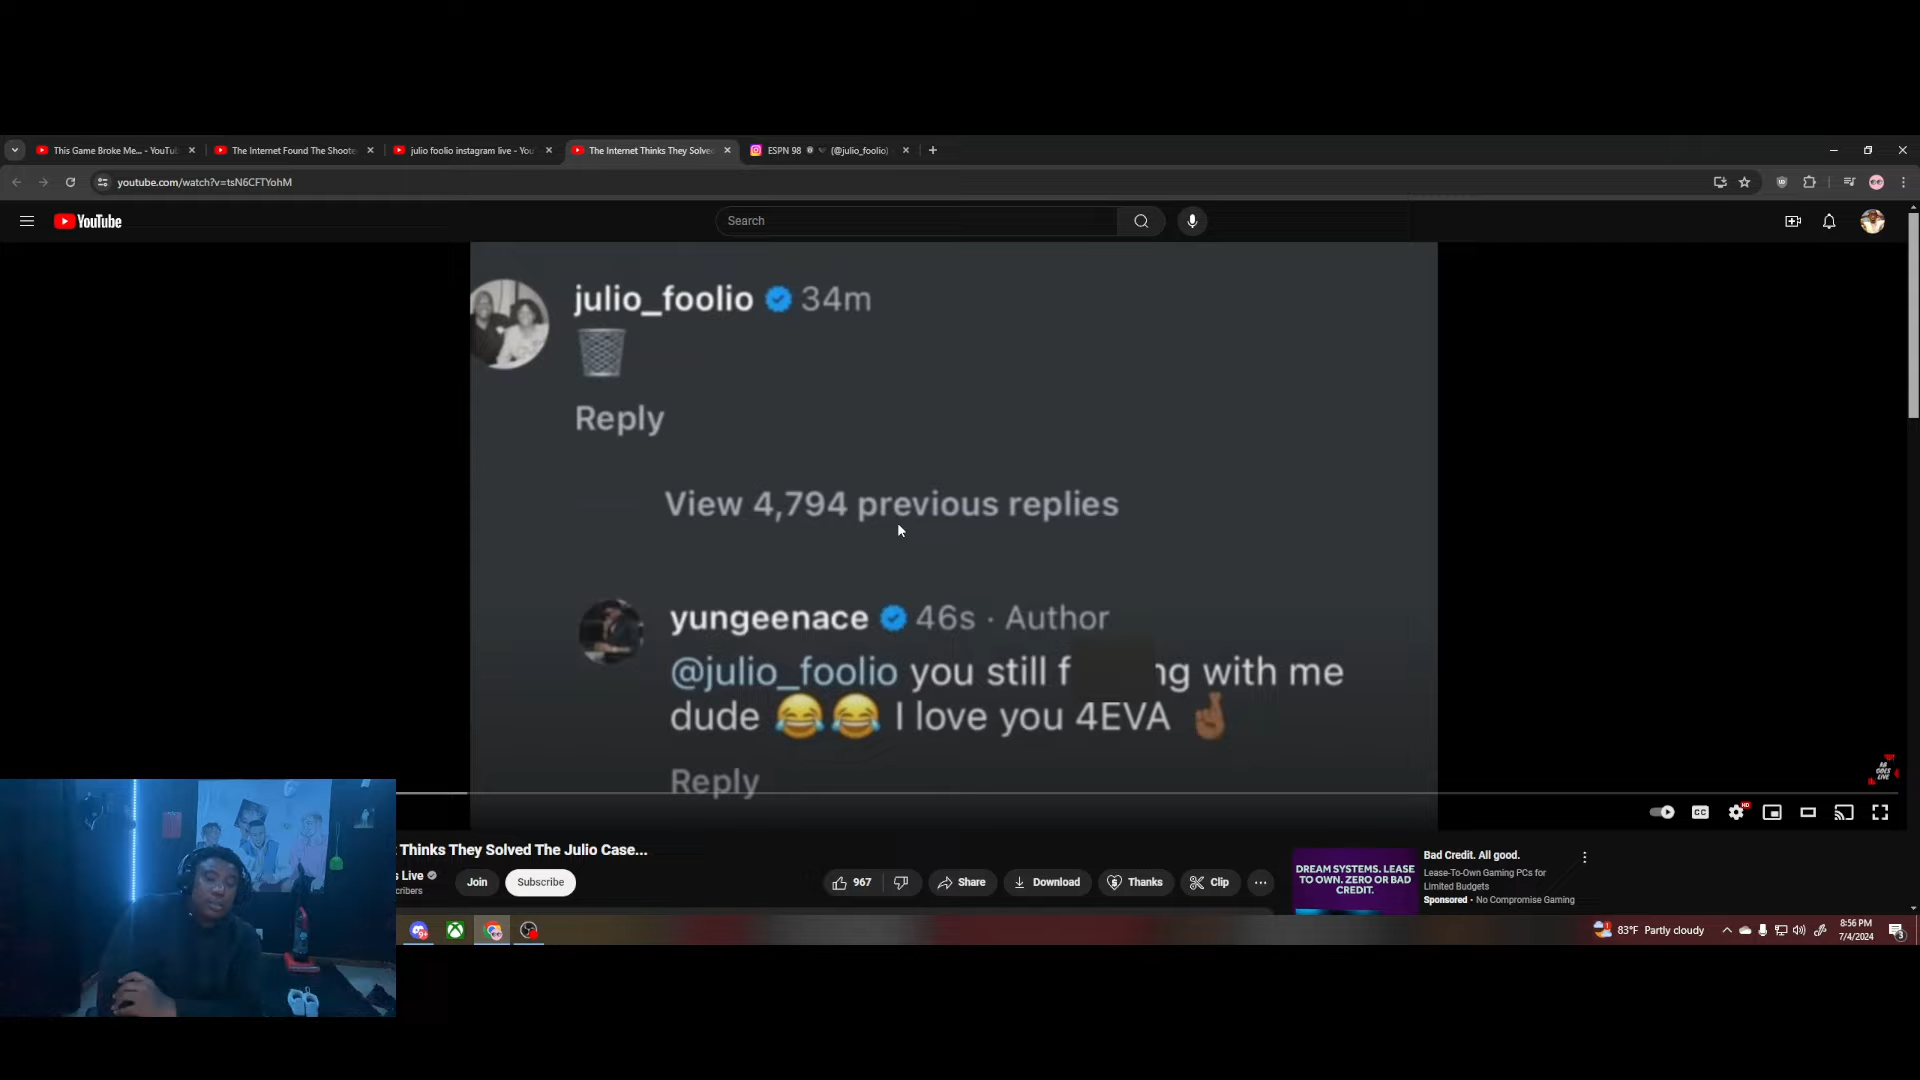 This Game Broke Me... - YouTu
The Internet Found The Shoote
julio foolio instagram live - You
The Internet Thinks They Solved
ESPN 98 (@julio_foolio)
youtube.com/watch?v=tsN6CFTYohM
YouTube
Search
julio_foolio 34m
🗑️
Reply
View 4,794 previous replies
yungeenace 46s · Author
@julio_foolio you still f ng with me
dude 😂😂 I love you 4EVA 🤞🏾
Reply
CC
HD
Thinks They Solved The Julio Case...
s Live
cribers
Join
Subscribe
967
Share
Download
Thanks
Clip
DREAM SYSTEMS. LEASE
TO OWN. ZERO OR BAD
CREDIT.
Bad Credit. All good.
Lease-To-Own Gaming PCs for
Limited Budgets
Sponsored · No Compromise Gaming
83°F Partly cloudy
8:56 PM
7/4/2024
3